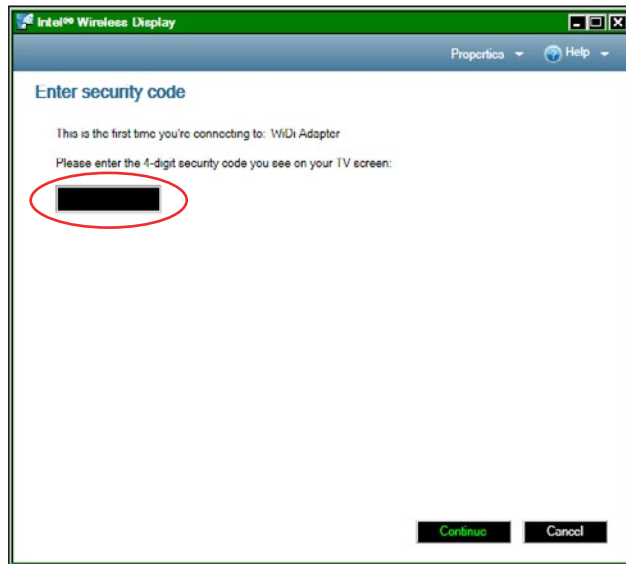 Intel® Wireless Display
Properties Help
Enter security code
This is the first time you're connecting to: WiDi Adapter
Please enter the 4-digit security code you see on your TV screen:
Continue Cancel